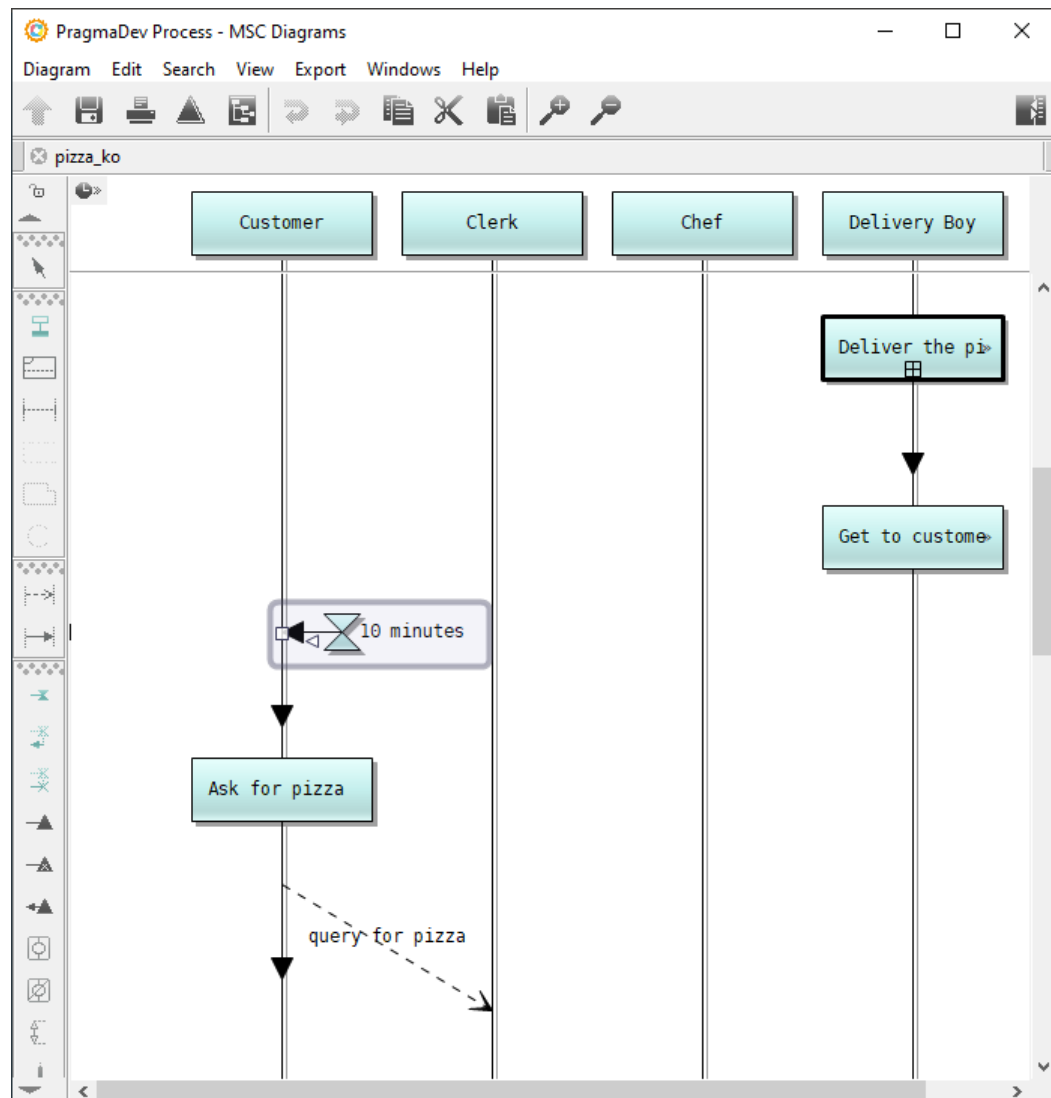 PragmaDev Process - MSC Diagrams
Diagram Edit Search View Export Windows Help
pizza_ko
Customer Clerk Chef Delivery Boy
Deliver the pi»
Get to custome»
10 minutes
Ask for pizza
query for pizza